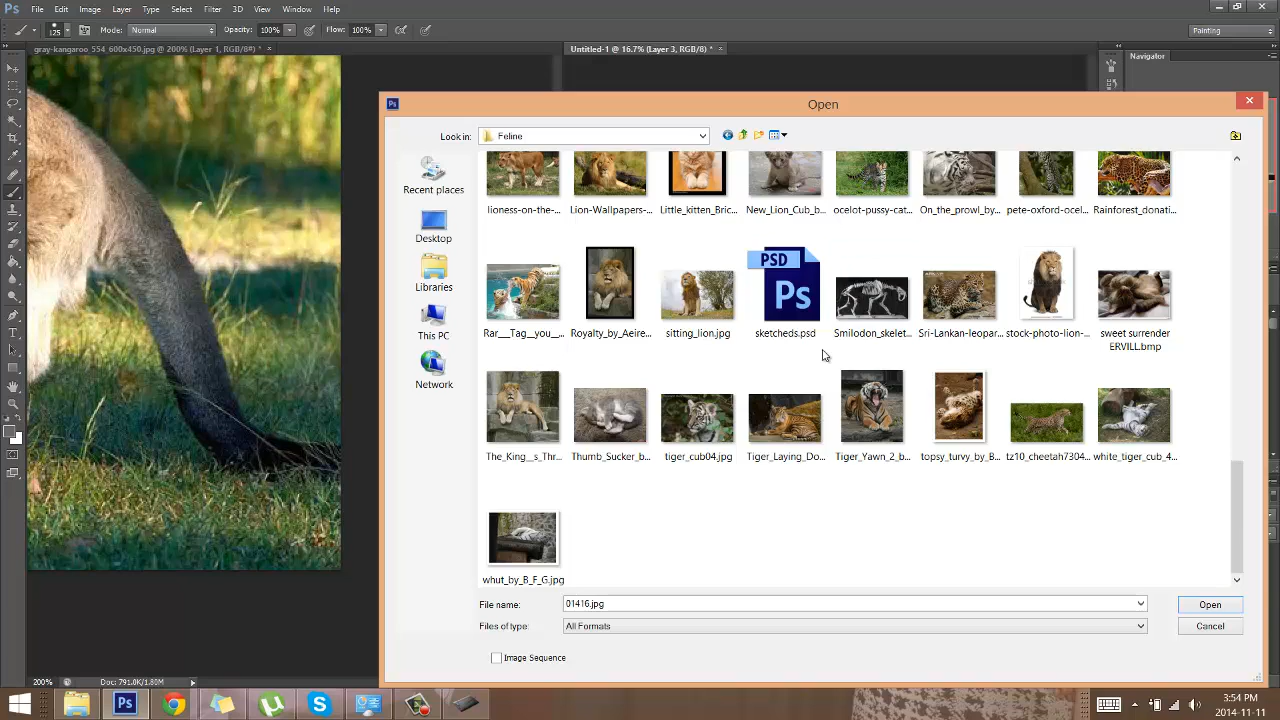 Ps File Edit Image Layer Type Select Filter 3D View Window Help
125 Mode: Normal Opacity: 100% Flow: 100%
Painting
gray-kangaroo_554_600x450.jpg @ 200% (Layer 1, RGB/8#) * ×
Untitled-1 @ 16.7% (Layer 3, RGB/8) * ×
Navigator
Ps Open
Look in: Feline
Recent places
Desktop
Libraries
This PC
Network
lioness-on-the-... Lion-Wallpapers-... Little_kitten_Bric... New_Lion_Cub_b... ocelot-pussy-cat... On_the_prowl_by... pete-oxford-ocel... Rainforest_donati...
PSD
Ps
Rar___Tag_you__... Royalty_by_Aeire... sitting_lion.jpg sketcheds.psd Smilodon_skelet... Sri-Lankan-leopar... stock-photo-lion-... sweet surrender
ERVILL.bmp
The_King__s_Thr... Thumb_Sucker_b... tiger_cub04.jpg Tiger_Laying_Do... Tiger_Yawn_2_b... topsy_turvy_by_B... tz10_cheetah7304... white_tiger_cub_4...
whut_by_B_F_G.jpg
File name: 01416.jpg Open
Files of type: All Formats Cancel
Image Sequence
200% Doc: 791.0K/1.80M
Ps
3:54 PM
2014-11-11